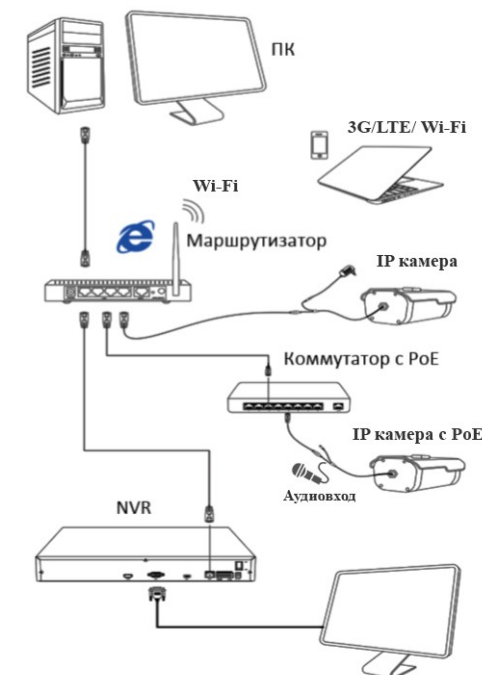 ПК
3G/LTE/ Wi-Fi
Wi-Fi
Маршрутизатор
IP камера
Коммутатор с PoE
IP камера с PoE
Аудиовход
NVR